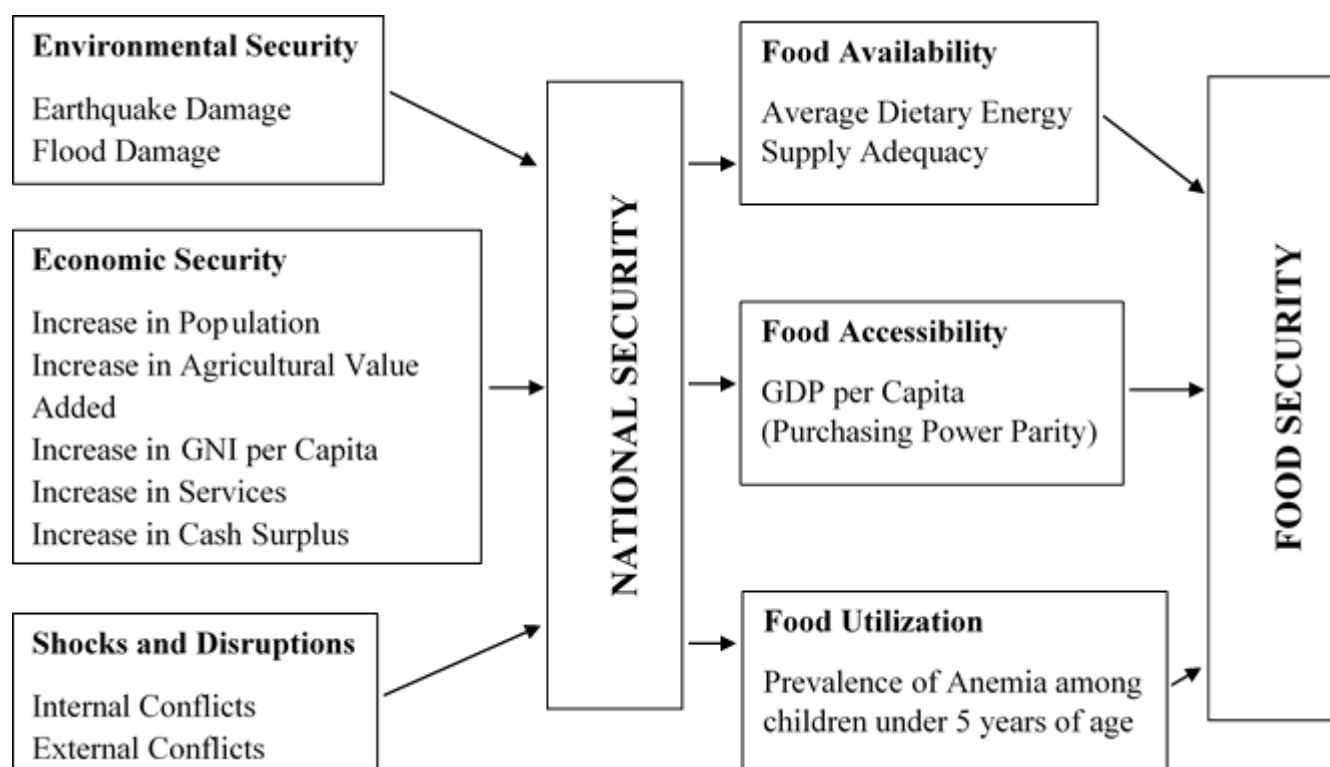 Environmental Security
Earthquake Damage
Flood Damage
Economic Security
Increase in Population
Increase in Agricultural Value
Added
Increase in GNI per Capita
Increase in Services
Increase in Cash Surplus
Shocks and Disruptions
Internal Conflicts
External Conflicts
NATIONAL SECURITY
Food Availability
Average Dietary Energy
Supply Adequacy
Food Accessibility
GDP per Capita
(Purchasing Power Parity)
Food Utilization
Prevalence of Anemia among
children under 5 years of age
FOOD SECURITY